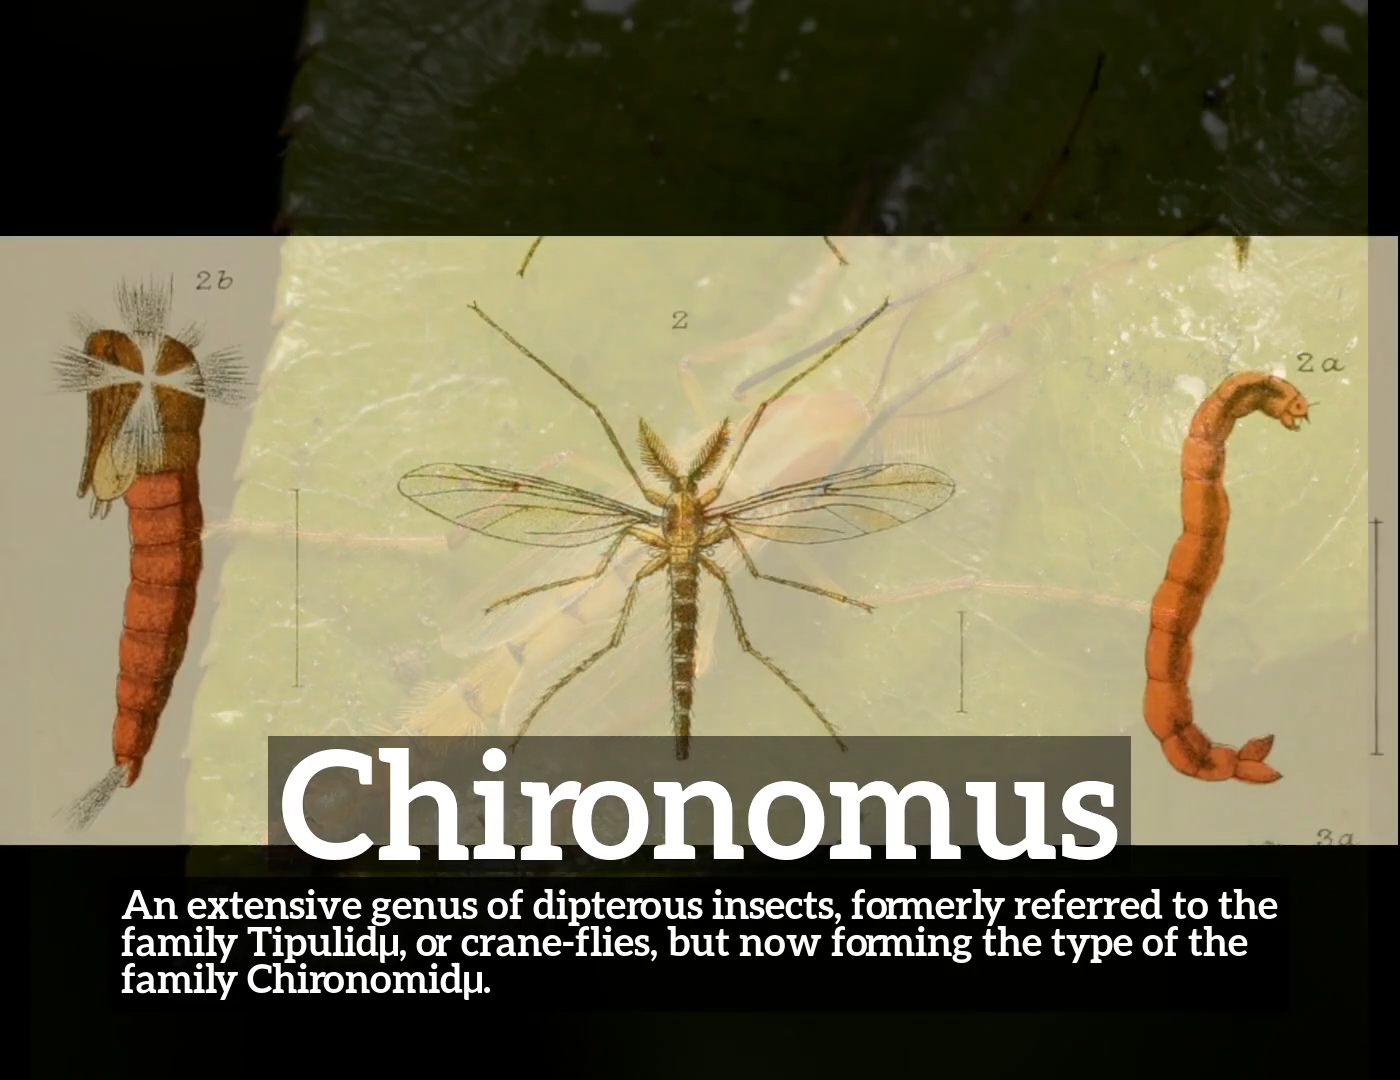 2b
2
2a
Chironomus
An extensive genus of dipterous insects, formerly referred to the
family Tipulidµ, or crane-flies, but now forming the type of the
family Chironomidµ.
3a